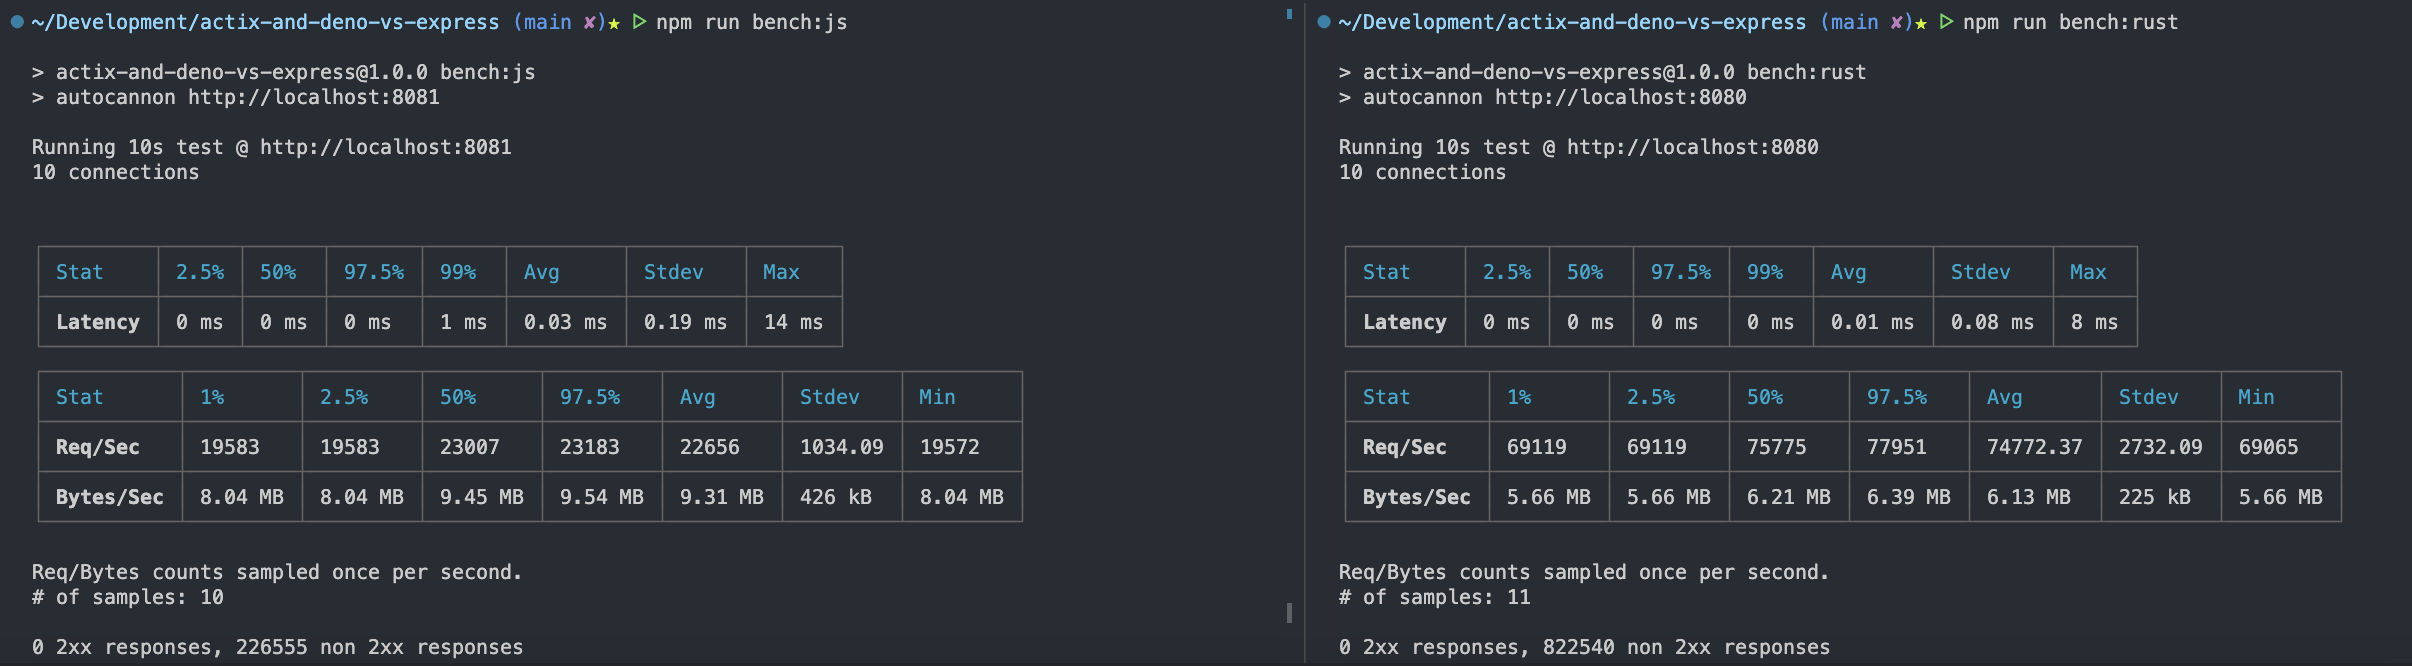 ~/Development/actix-and-deno-vs-express (main ✘)★ ▷ npm run bench:js
> actix-and-deno-vs-express@1.0.0 bench:js
> autocannon http://localhost:8081
Running 10s test @ http://localhost:8081
10 connections
Stat 2.5% 50% 97.5% 99% Avg Stdev Max
Latency 0 ms 0 ms 0 ms 1 ms 0.03 ms 0.19 ms 14 ms
Stat 1% 2.5% 50% 97.5% Avg Stdev Min
Req/Sec 19583 19583 23007 23183 22656 1034.09 19572
Bytes/Sec 8.04 MB 8.04 MB 9.45 MB 9.54 MB 9.31 MB 426 kB 8.04 MB
Req/Bytes counts sampled once per second.
# of samples: 10
0 2xx responses, 226555 non 2xx responses
~/Development/actix-and-deno-vs-express (main ✘)★ ▷ npm run bench:rust
> actix-and-deno-vs-express@1.0.0 bench:rust
> autocannon http://localhost:8080
Running 10s test @ http://localhost:8080
10 connections
Stat 2.5% 50% 97.5% 99% Avg Stdev Max
Latency 0 ms 0 ms 0 ms 0 ms 0.01 ms 0.08 ms 8 ms
Stat 1% 2.5% 50% 97.5% Avg Stdev Min
Req/Sec 69119 69119 75775 77951 74772.37 2732.09 69065
Bytes/Sec 5.66 MB 5.66 MB 6.21 MB 6.39 MB 6.13 MB 225 kB 5.66 MB
Req/Bytes counts sampled once per second.
# of samples: 11
0 2xx responses, 822540 non 2xx responses